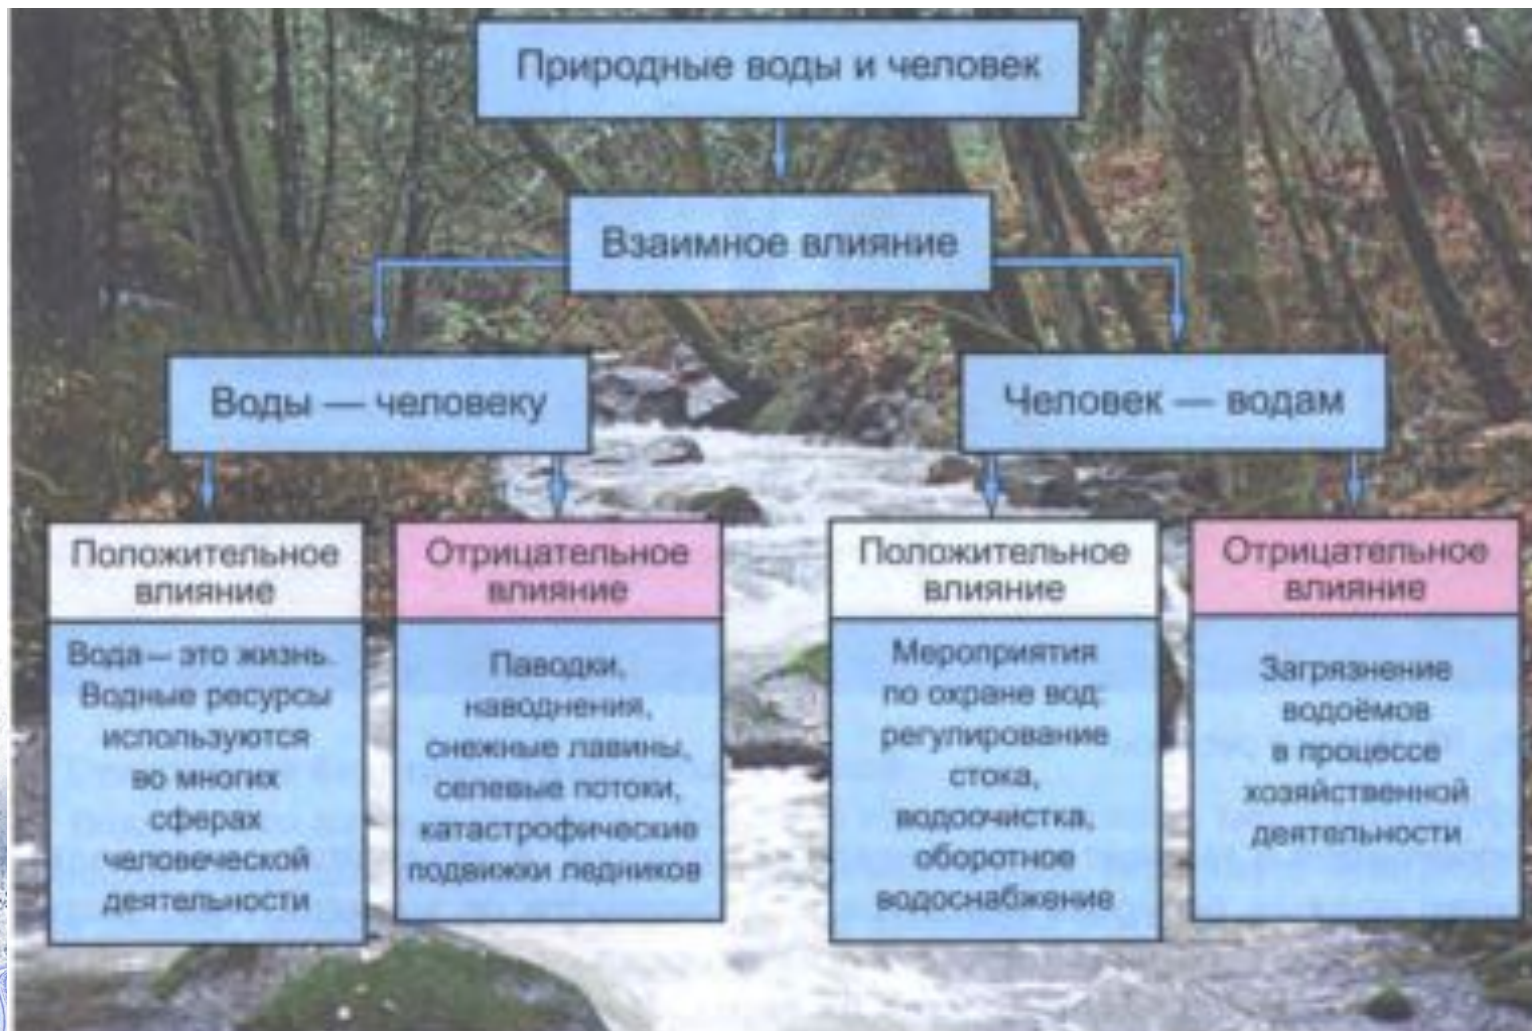 Природные воды и человек
Взаимное влияние
Воды — человеку
Человек — водам
Положительное
влияние
Вода — это жизнь.
Водные ресурсы
используются
во многих
сферах
человеческой
деятельности
Отрицательное
влияние
Паводки,
наводнения,
снежные лавины,
селевые потоки,
катастрофические
подвижки ледников
Положительное
влияние
Мероприятия
по охране вод:
регулирование
стока,
водоочистка,
оборотное
водоснабжение
Отрицательное
влияние
Загрязнение
водоёмов
в процессе
хозяйственной
деятельности